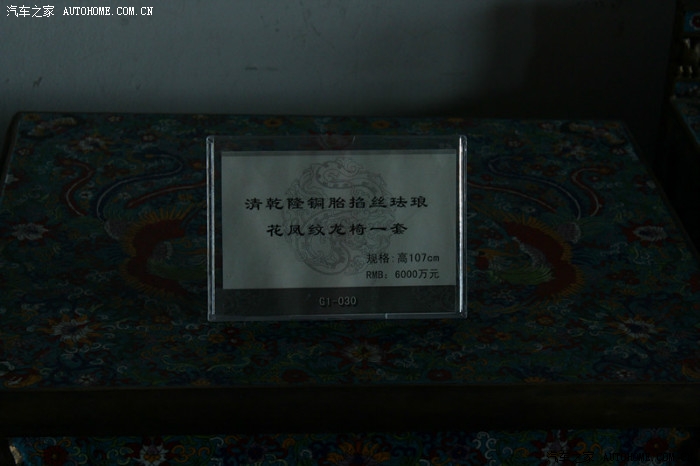 汽车之家 AUTOHOME.COM.CN
清乾隆铜胎掐丝珐琅
花凤纹龙椅一套
规格:高107cm
RMB：6000万元
G1-030